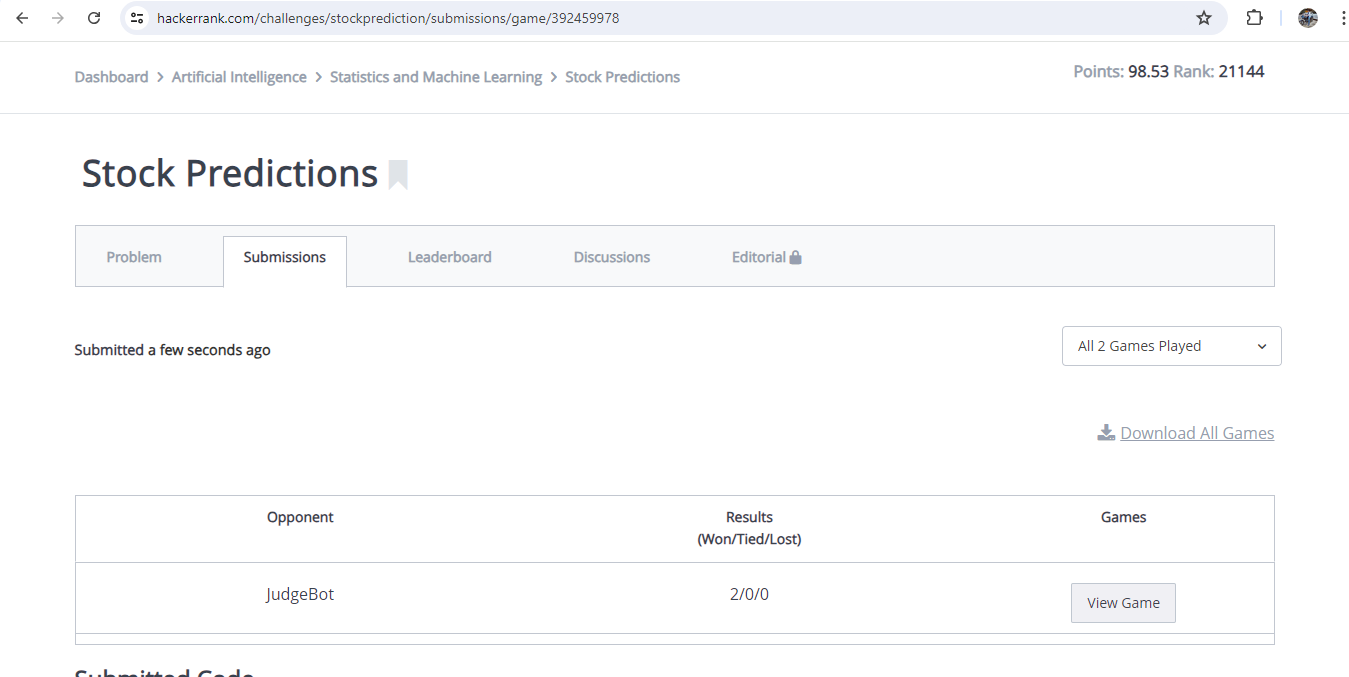 hackerrank.com/challenges/stockprediction/submissions/game/392459978
Dashboard > Artificial Intelligence > Statistics and Machine Learning > Stock Predictions
Points: 98.53 Rank: 21144
Stock Predictions
Problem
Submissions
Leaderboard
Discussions
Editorial
Submitted a few seconds ago
All 2 Games Played
Download All Games
Opponent
Results
(Won/Tied/Lost)
Games
JudgeBot
2/0/0
View Game
Submitted Code